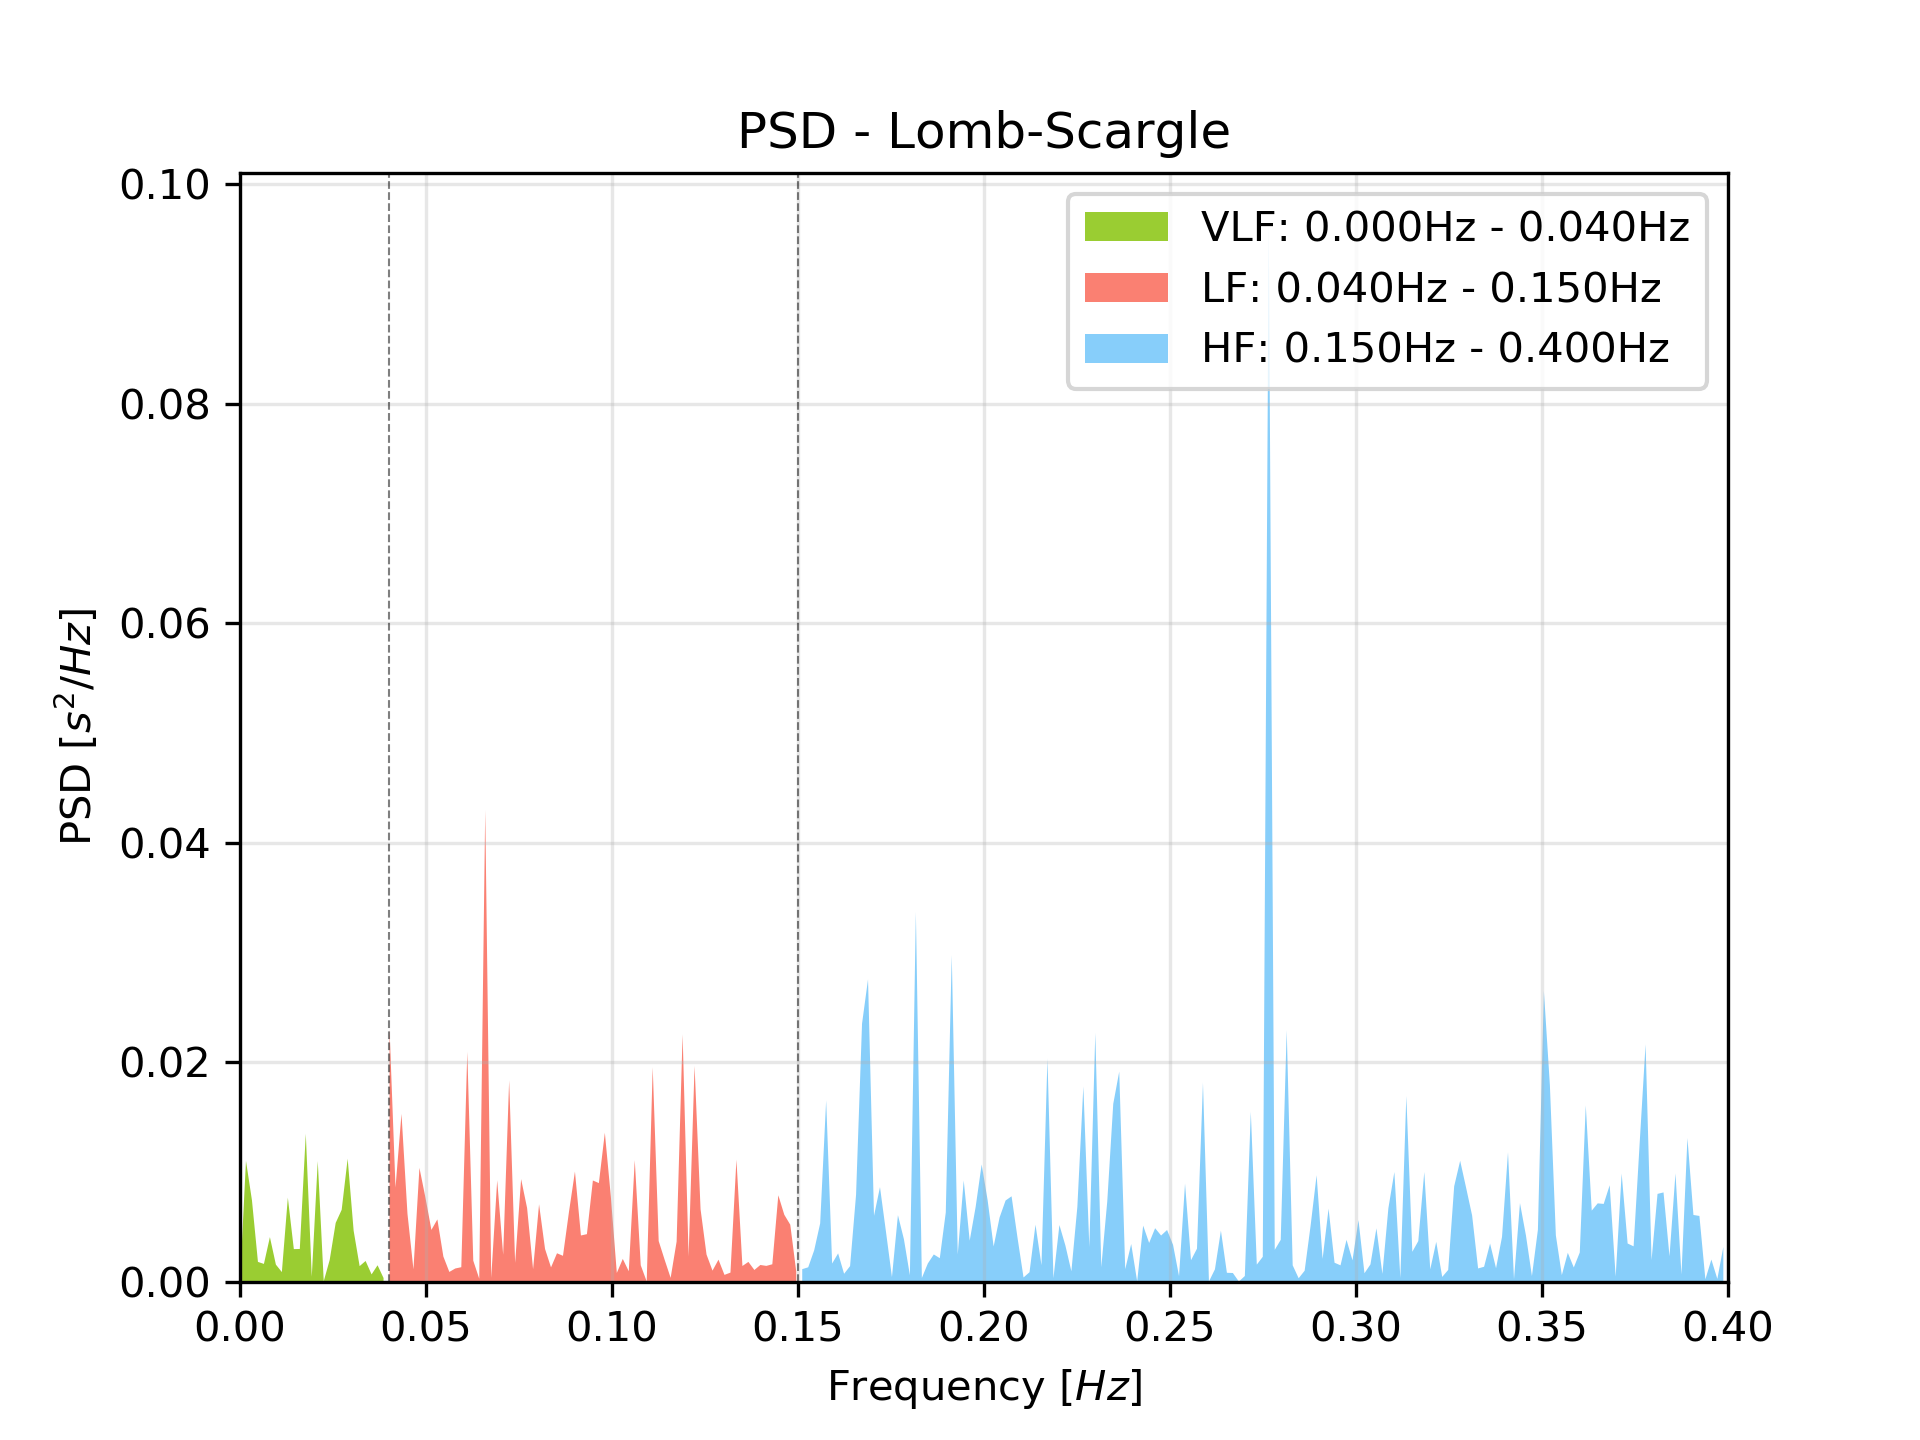 PSD - Lomb-Scargle
VLF: 0.000Hz - 0.040Hz
LF: 0.040Hz - 0.150Hz
HF: 0.150Hz - 0.400Hz
PSD [s²/Hz]
0.10
0.08
0.06
0.04
0.02
0.00
0.00 0.05 0.10 0.15 0.20 0.25 0.30 0.35 0.40
Frequency [Hz]